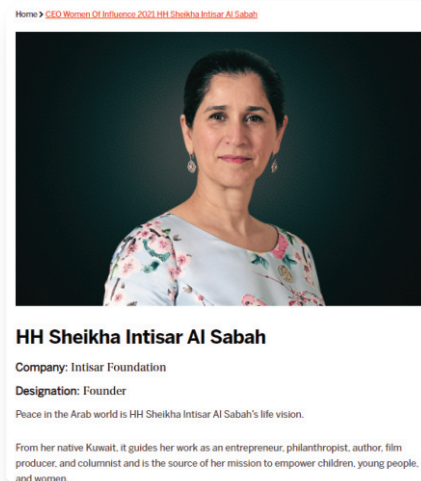 Home > CEO Women Of Influence 2021 HH Sheikha Intisar Al Sabah
HH Sheikha Intisar Al Sabah
Company: Intisar Foundation
Designation: Founder
Peace in the Arab world is HH Sheikha Intisar Al Sabah's life vision.
From her native Kuwait, it guides her work as an entrepreneur, philanthropist, author, film
producer, and columnist and is the source of her mission to empower children, young people,
and women.